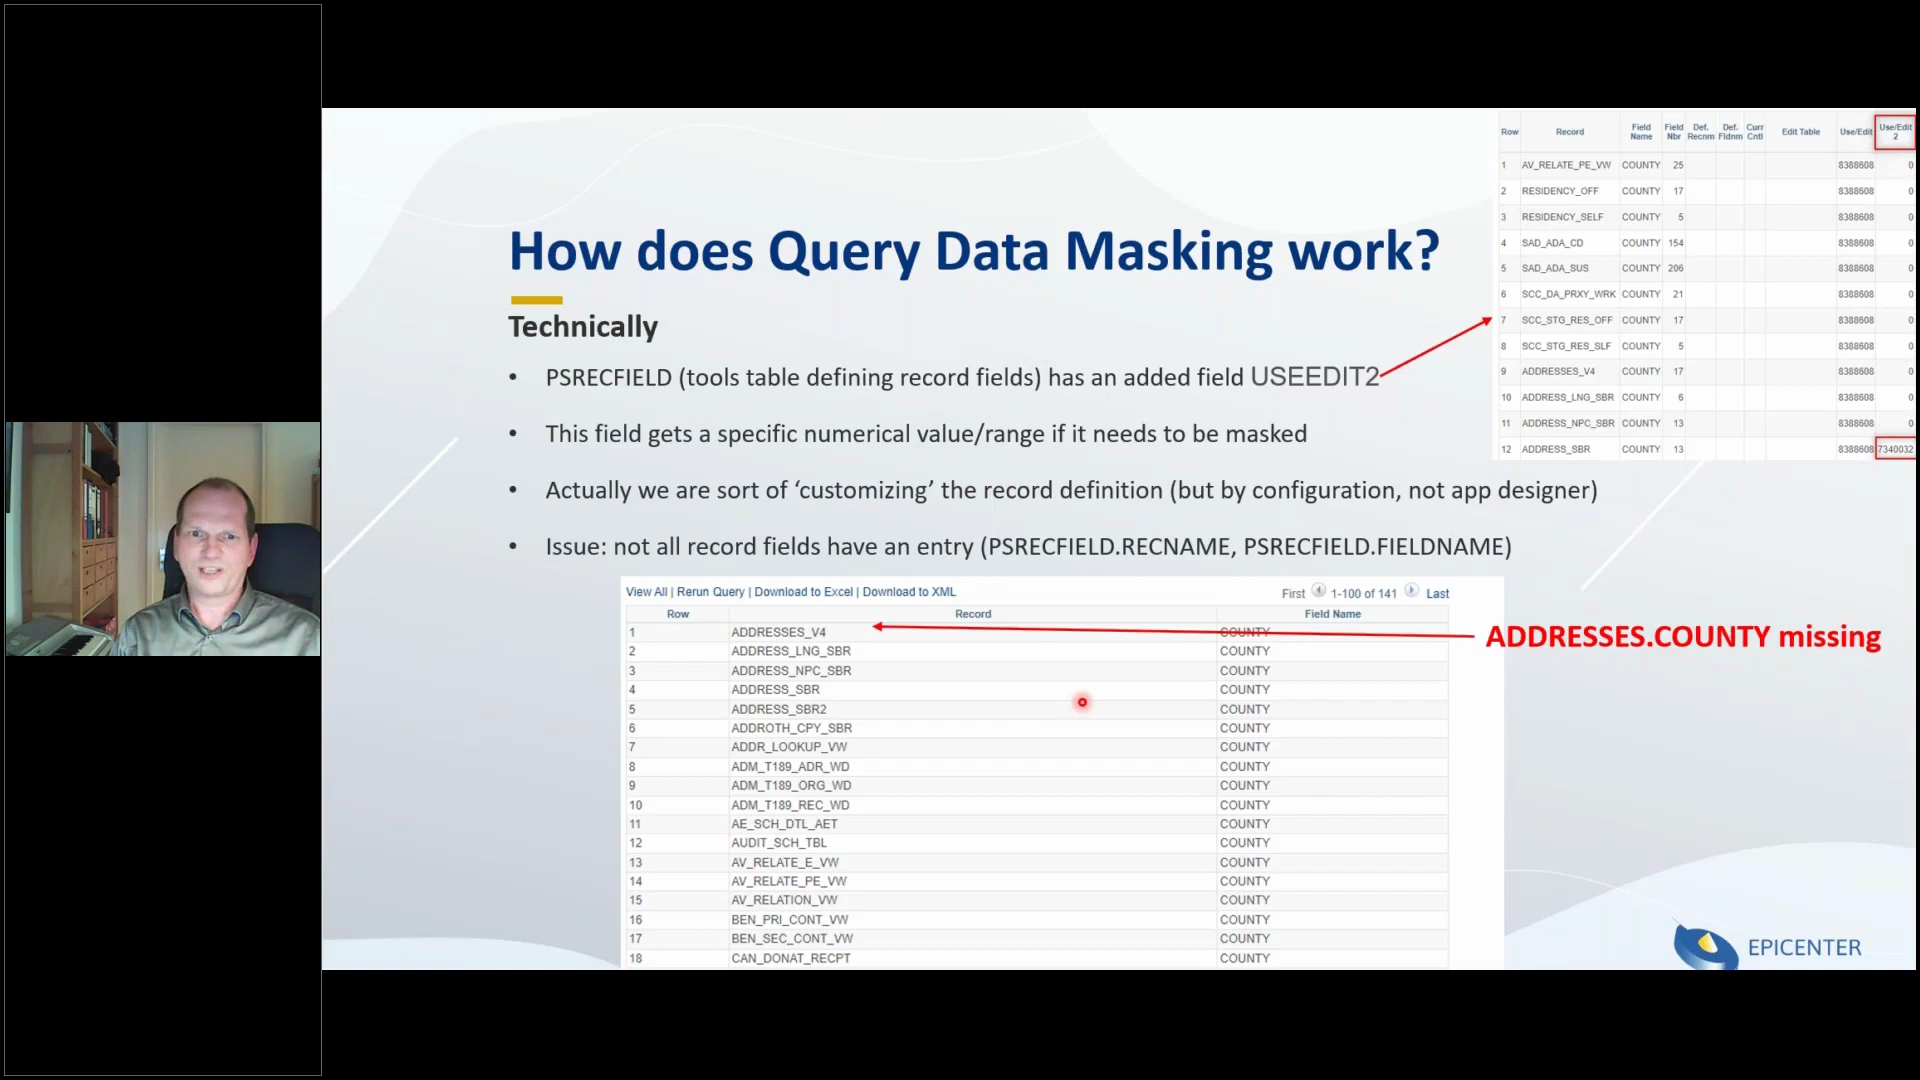 How does Query Data Masking work?
Technically
• PSRECFIELD (tools table defining record fields) has an added field USEEDIT2
• This field gets a specific numerical value/range if it needs to be masked
• Actually we are sort of ‘customizing’ the record definition (but by configuration, not app designer)
• Issue: not all record fields have an entry (PSRECFIELD.RECNAME, PSRECFIELD.FIELDNAME)
Row Record Field Name Field Nbr Def. Recnm Def. Fldnm Curr Cntl Edit Table Use/Edit Use/Edit 2
1 AV_RELATE_PE_VW COUNTY 25 8388608 0
2 RESIDENCY_OFF COUNTY 17 8388608 0
3 RESIDENCY_SELF COUNTY 5 8388608 0
4 SAD_ADA_CD COUNTY 154 8388608 0
5 SAD_ADA_SUS COUNTY 206 8388608 0
6 SCC_DA_PRXY_WRK COUNTY 21 8388608 0
7 SCC_STG_RES_OFF COUNTY 17 8388608 0
8 SCC_STG_RES_SLF COUNTY 5 8388608 0
9 ADDRESSES_V4 COUNTY 17 8388608 0
10 ADDRESS_LNG_SBR COUNTY 6 8388608 0
11 ADDRESS_NPC_SBR COUNTY 13 8388608 0
12 ADDRESS_SBR COUNTY 13 8388608 7340032
View All | Rerun Query | Download to Excel | Download to XML First 1-100 of 141 Last
Row Record Field Name
1 ADDRESSES_V4 COUNTY
2 ADDRESS_LNG_SBR COUNTY
3 ADDRESS_NPC_SBR COUNTY
4 ADDRESS_SBR COUNTY
5 ADDRESS_SBR2 COUNTY
6 ADDROTH_CPY_SBR COUNTY
7 ADDR_LOOKUP_VW COUNTY
8 ADM_T189_ADR_WD COUNTY
9 ADM_T189_ORG_WD COUNTY
10 ADM_T189_REC_WD COUNTY
11 AE_SCH_DTL_AET COUNTY
12 AUDIT_SCH_TBL COUNTY
13 AV_RELATE_E_VW COUNTY
14 AV_RELATE_PE_VW COUNTY
15 AV_RELATION_VW COUNTY
16 BEN_PRI_CONT_VW COUNTY
17 BEN_SEC_CONT_VW COUNTY
18 CAN_DONAT_RECPT COUNTY
ADDRESSES.COUNTY missing
EPICENTER